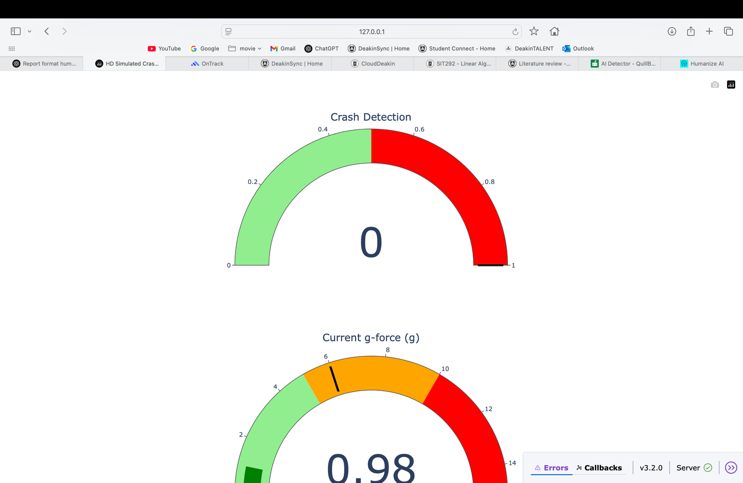 127.0.0.1
YouTube Google movie Gmail ChatGPT DeakinSync | Home Student Connect - Home DeakinTALENT Outlook
Report format hum... HD Simulated Cras... OnTrack DeakinSync | Home CloudDeakin SIT292 - Linear Alg... Literature review -... AI Detector - QuillB... Humanize AI
Crash Detection
0.4 0.6
0.2 0.8
0
0 1
Current g-force (g)
6 8
4 10
2 12
0.98 14
Errors Callbacks v3.2.0 Server